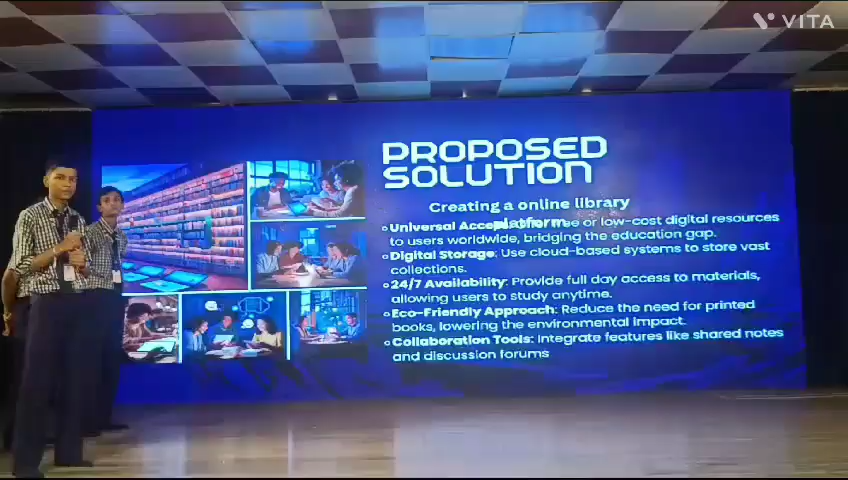 VITA
PROPOSED
SOLUTION
Creating a online library
platform
Universal Access: free or low-cost digital resources
to users worldwide, bridging the education gap.
Digital Storage: Use cloud-based systems to store vast
collections.
24/7 Availability: Provide full day access to materials,
allowing users to study anytime.
Eco-Friendly Approach: Reduce the need for printed
books, lowering the environmental impact.
Collaboration Tools: Integrate features like shared notes
and discussion forums